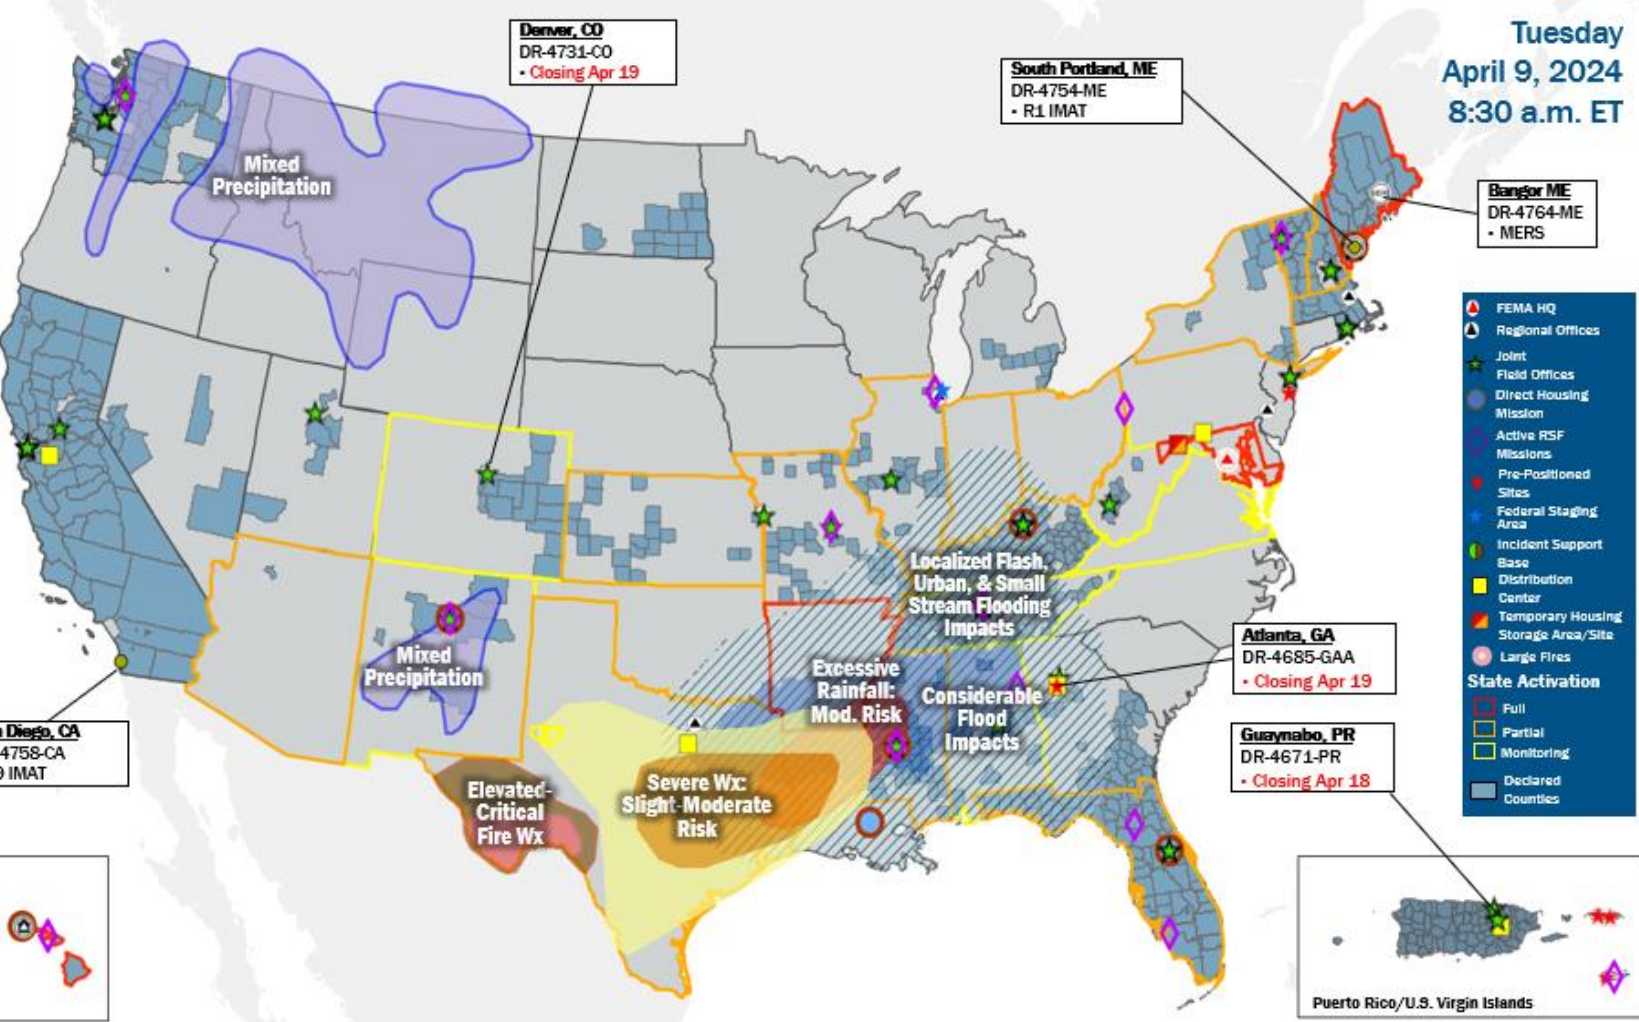 Tuesday
April 9, 2024
8:30 a.m. ET
Denver, CO
DR-4731-CO
• Closing Apr 19
South Portland, ME
DR-4754-ME
• R1 IMAT
Bangor ME
DR-4764-ME
• MERS
Mixed
Precipitation
FEMA HQ
Regional Offices
Joint
Field Offices
Direct Housing
Mission
Active RSF
Missions
Pre-Positioned
Sites
Federal Staging
Area
Incident Support
Base
Distribution
Center
Temporary Housing
Storage Area/Site
Large Fires
State Activation
Full
Partial
Monitoring
Declared
Counties
Localized Flash,
Urban, & Small
Stream Flooding
Impacts
Mixed
Precipitation
Excessive
Rainfall:
Mod. Risk
Considerable
Flood
Impacts
Atlanta, GA
DR-4685-GAA
• Closing Apr 19
Diego, CA
4758-CA
IMAT
Guaynabo, PR
DR-4671-PR
• Closing Apr 18
Elevated-
Critical
Fire Wx
Severe Wx:
Slight-Moderate
Risk
Puerto Rico/U.S. Virgin Islands